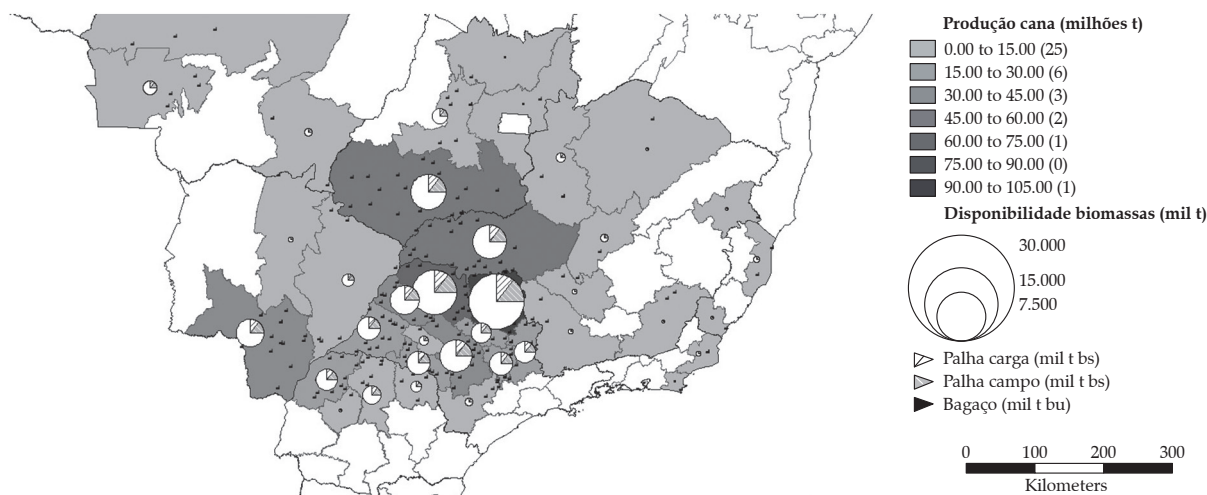 Produção cana (milhões t)
0.00 to 15.00 (25)
15.00 to 30.00 (6)
30.00 to 45.00 (3)
45.00 to 60.00 (2)
60.00 to 75.00 (1)
75.00 to 90.00 (0)
90.00 to 105.00 (1)
Disponibilidade biomassas (mil t)
30.000
15.000
7.500
Palha carga (mil t bs)
Palha campo (mil t bs)
Bagaço (mil t bu)
0 100 200 300
Kilometers